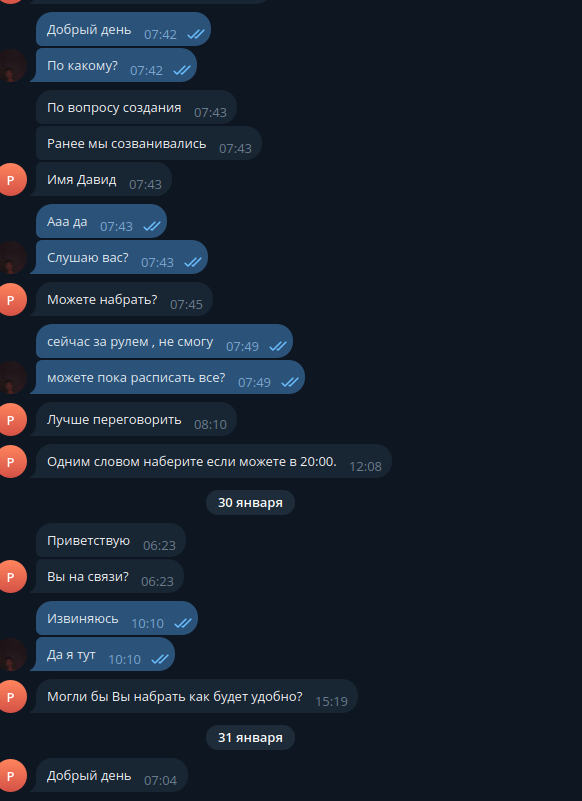 Добрый день 07:42
По какому? 07:42
По вопросу создания 07:43
Ранее мы созванивались 07:43
Р
Имя Давид 07:43
Ааа да 07:43
Слушаю вас? 07:43
Р
Можете набрать? 07:45
сейчас за рулем , не смогу 07:49
можете пока расписать все? 07:49
Р
Лучше переговорить 08:10
Р
Одним словом наберите если можете в 20:00. 12:08
30 января
Приветствую 06:23
Р
Вы на связи? 06:23
Извиняюсь 10:10
Да я тут 10:10
Р
Могли бы Вы набрать как будет удобно? 15:19
31 января
Р
Добрый день 07:04